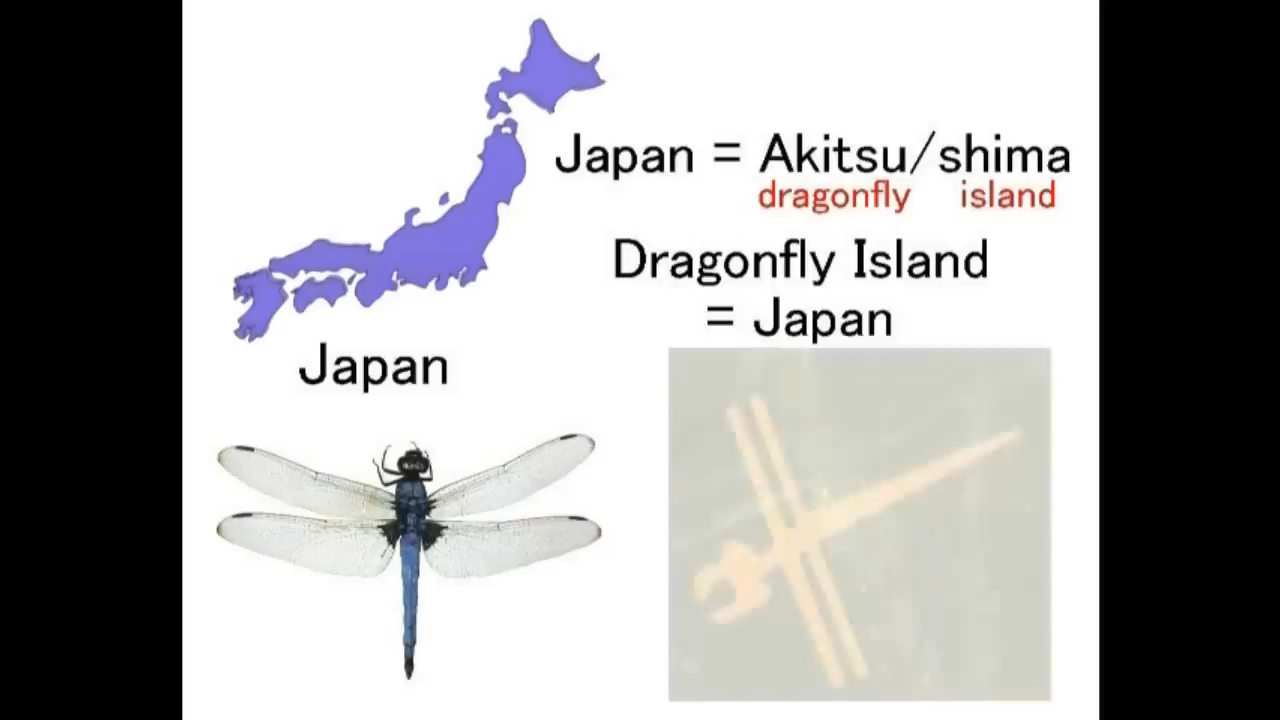 Japan = Akitsu/shima
dragonfly island
Dragonfly Island
= Japan
Japan